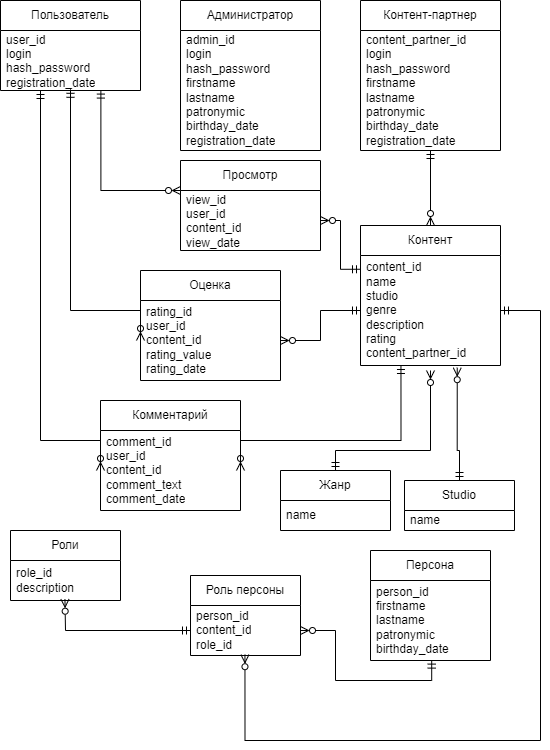 Пользователь
user_id
login
hash_password
registration_date
Администратор
admin_id
login
hash_password
firstname
lastname
patronymic
birthday_date
registration_date
Контент-партнер
content_partner_id
login
hash_password
firstname
lastname
patronymic
birthday_date
registration_date
Просмотр
view_id
user_id
content_id
view_date
Контент
content_id
name
studio
genre
description
rating
content_partner_id
Оценка
rating_id
user_id
content_id
rating_value
rating_date
Комментарий
comment_id
user_id
content_id
comment_text
comment_date
Жанр
name
Studio
name
Роли
role_id
description
Роль персоны
person_id
content_id
role_id
Персона
person_id
firstname
lastname
patronymic
birthday_date